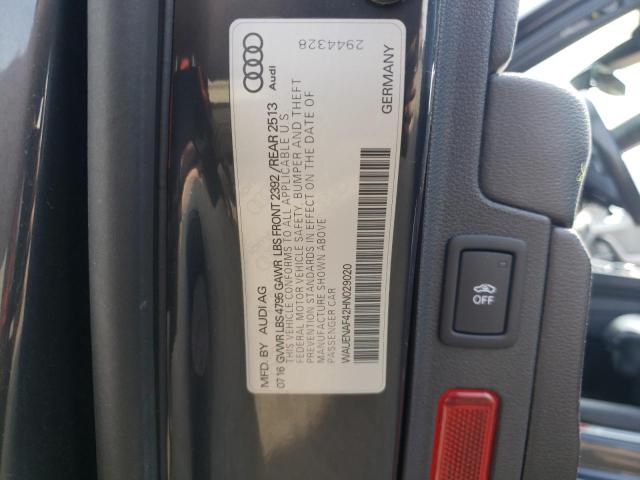 MFD. BY AUDI AG
07 16 GVWR LBS 4795 GAWR LBS FRONT 2392 / REAR 2513
THIS VEHICLE CONFORMS TO ALL APPLICABLE U.S
FEDERAL MOTOR VEHICLE SAFETY, BUMPER AND THEFT
PREVENTION STANDARDS IN EFFECT ON THE DATE OF
MANUFACTURE SHOWN ABOVE
PASSENGER CAR
WAUENAF42HN029020
GERMANY
Audi
2944328
OFF